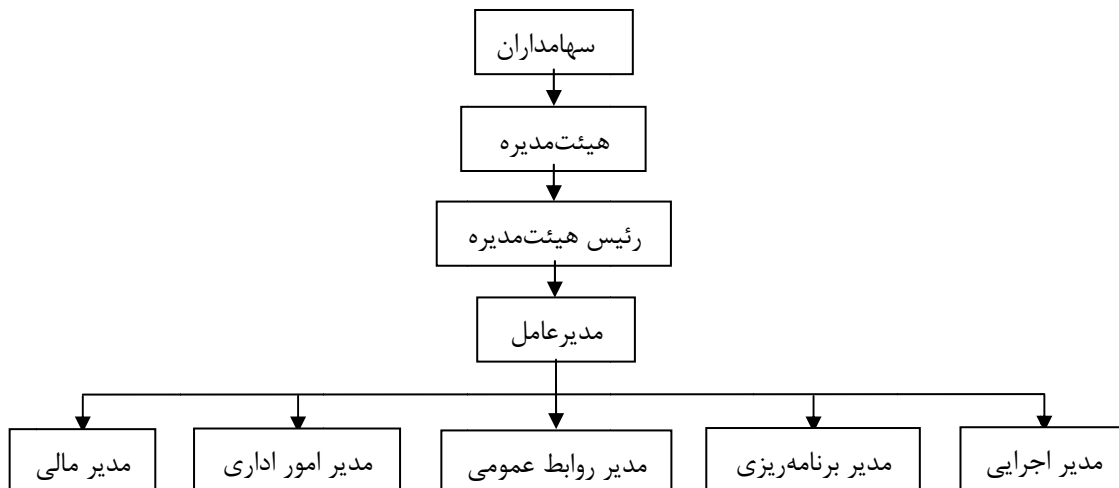 سهامداران
هیئت‌مدیره
رئیس هیئت‌مدیره
مدیرعامل
مدیر اجرایی
مدیر برنامه‌ریزی
مدیر روابط عمومی
مدیر امور اداری
مدیر مالی